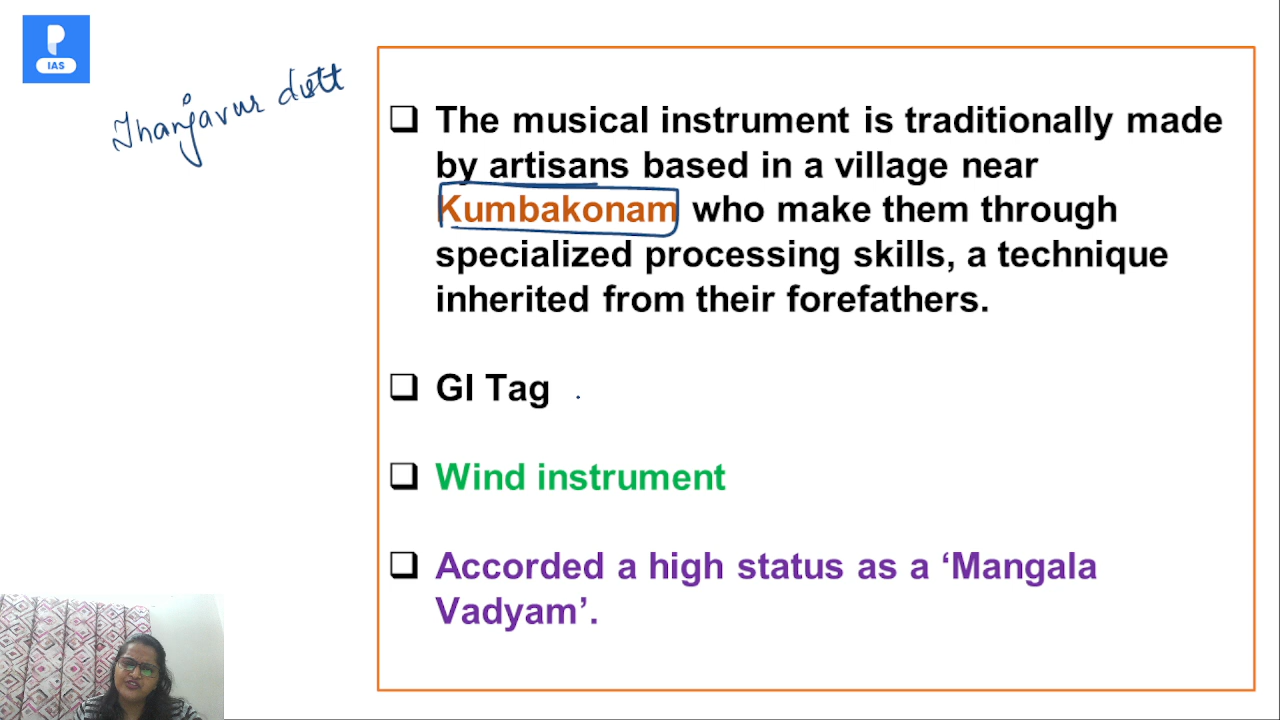 IAS
Thanjavur distt
The musical instrument is traditionally made
by artisans based in a village near
Kumbakonam who make them through
specialized processing skills, a technique
inherited from their forefathers.
GI Tag
Wind instrument
Accorded a high status as a ‘Mangala
Vadyam’.